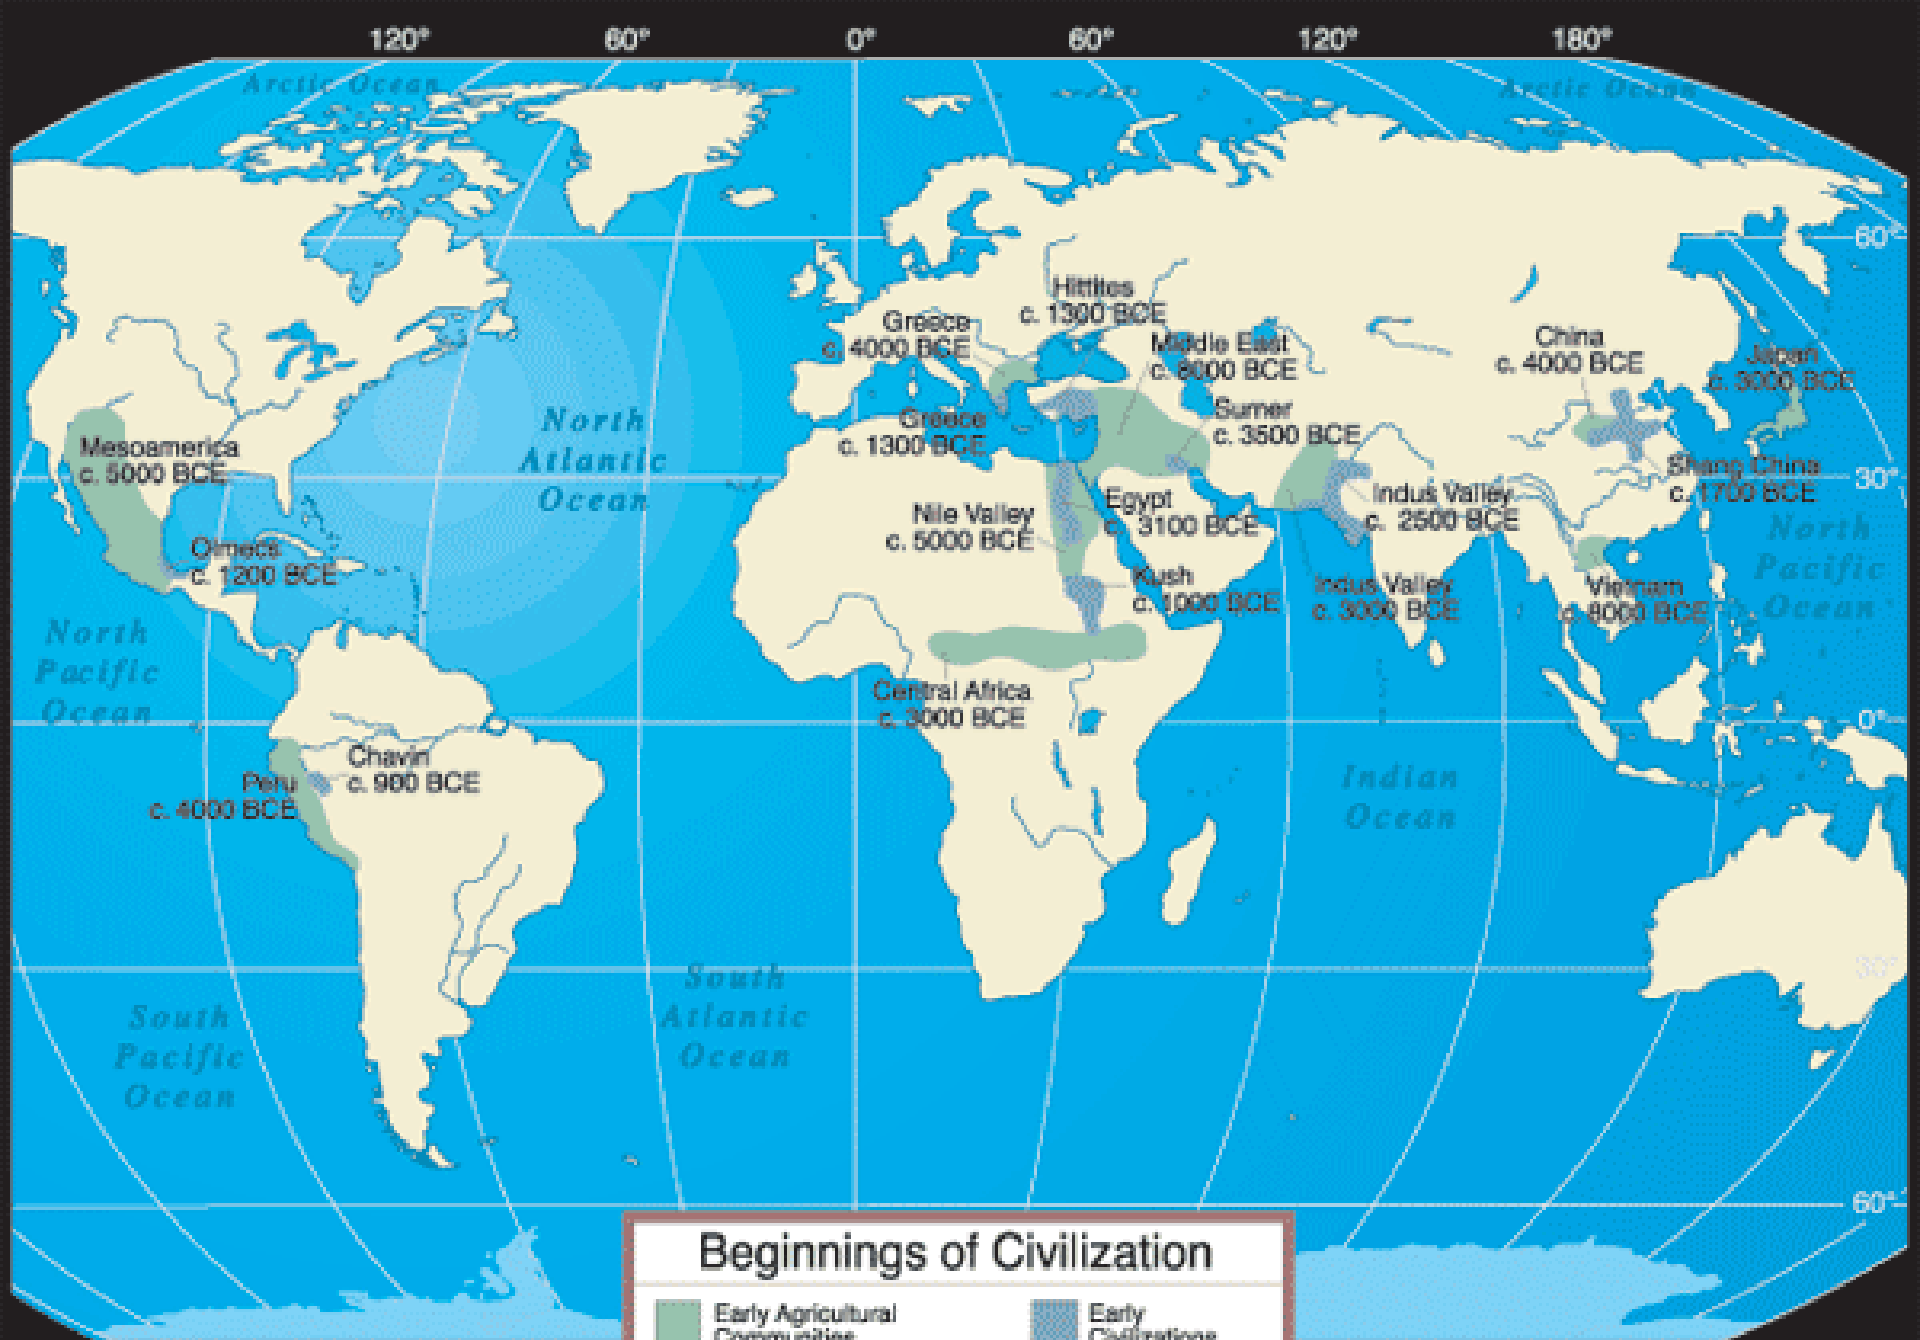 120°
60°
0°
60°
120°
180°
Arctic Ocean
Arctic Ocean
60°
Hittites
c. 1300 BCE
Greece
c. 4000 BCE
Middle East
c. 8000 BCE
China
c. 4000 BCE
Japan
c. 3000 BCE
Greece
c. 1300 BCE
Sumer
c. 3500 BCE
Mesoamerica
c. 5000 BCE
North
Atlantic
Ocean
Shang China
c. 1700 BCE
30°
Indus Valley
c. 2500 BCE
Egypt
c. 3100 BCE
Nile Valley
c. 5000 BCE
North
Pacific
Ocean
Olmecs
c. 1200 BCE
Kush
c. 1000 BCE
Indus Valley
c. 3000 BCE
Vietnam
c. 8000 BCE
North
Pacific
Ocean
Central Africa
c. 3000 BCE
0°
Chavin
c. 900 BCE
Peru
c. 4000 BCE
Indian
Ocean
30°
South
Atlantic
Ocean
South
Pacific
Ocean
60°
Beginnings of Civilization
Early Agricultural
Communities
Early
Civilizations